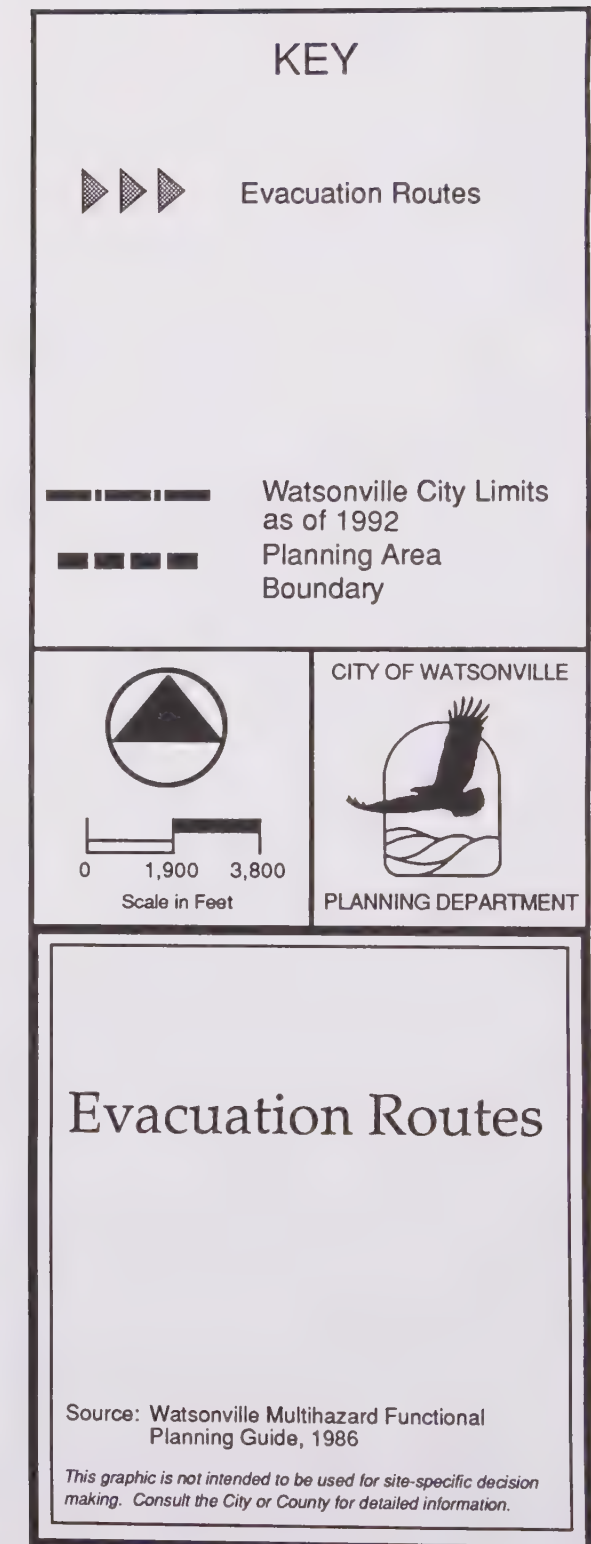 KEY
Evacuation Routes
Watsonville City Limits
as of 1992
Planning Area
Boundary
0 1,900 3,800
Scale in Feet
CITY OF WATSONVILLE
PLANNING DEPARTMENT
Evacuation Routes
Source: Watsonville Multihazard Functional
Planning Guide, 1986
This graphic is not intended to be used for site-specific decision
making. Consult the City or County for detailed information.